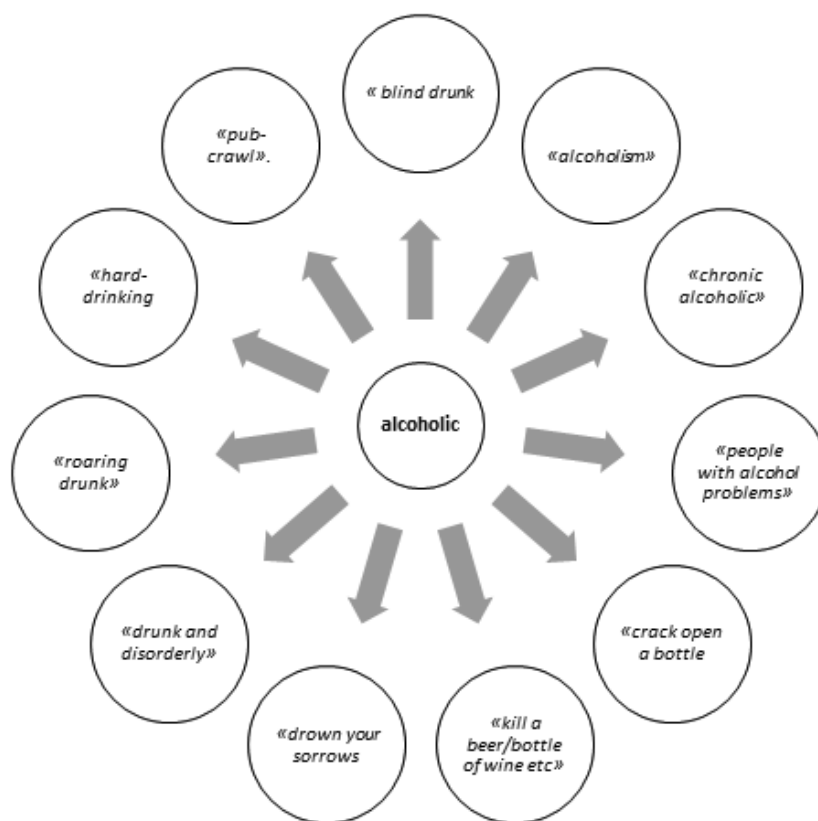 « blind drunk
«alcoholism»
«chronic
alcoholic»
«people
with alcohol
problems»
«crack open
a bottle
«kill a
beer/bottle
of wine etc»
«drown your
sorrows
«drunk and
disorderly»
«roaring
drunk»
«hard-
drinking
«pub-
crawl».
alcoholic